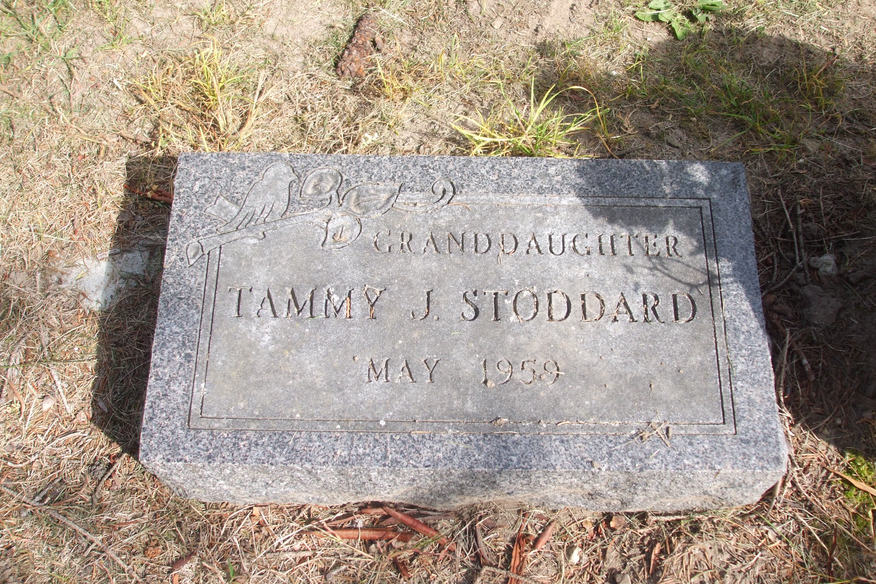 GRANDDAUGHTER
TAMMY J. STODDARD
MAY 1959